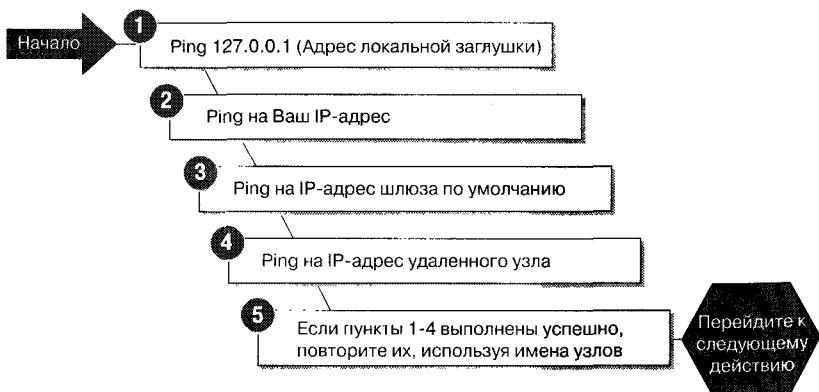 Начало
1
Ping 127.0.0.1 (Адрес локальной заглушки)
2
Ping на Ваш IP-адрес
3
Ping на IP-адрес шлюза по умолчанию
4
Ping на IP-адрес удаленного узла
5
Если пункты 1-4 выполнены успешно,
повторите их, используя имена узлов
Перейдите к
следующему
действию